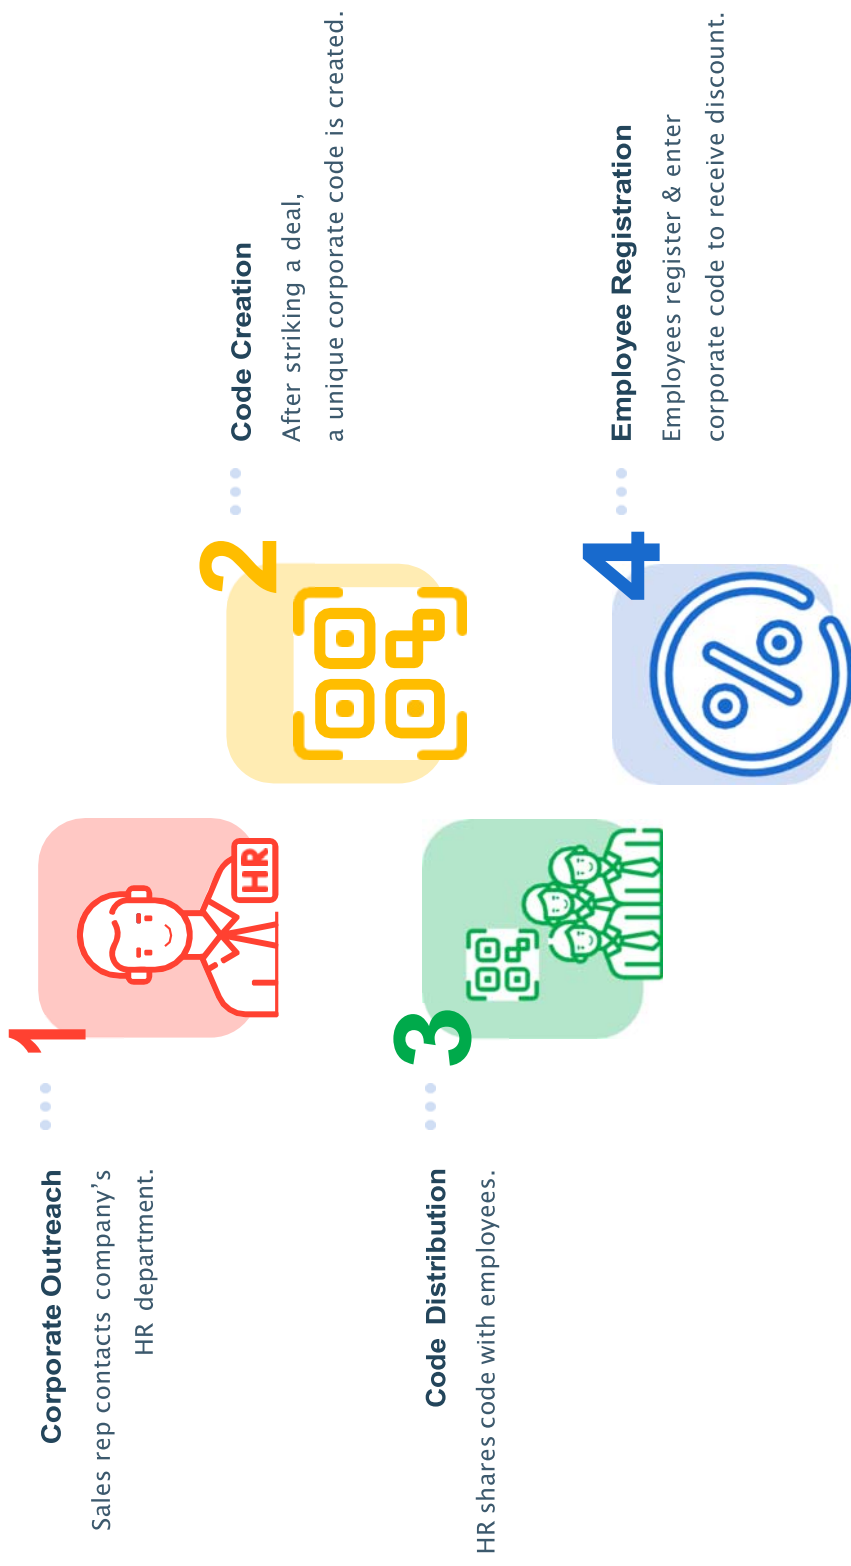 1
Corporate Outreach
Sales rep contacts company’s
HR department.
HR
2
Code Creation
After striking a deal,
a unique corporate code is created.
3
Code Distribution
HR shares code with employees.
4
Employee Registration
Employees register & enter
corporate code to receive discount.
%